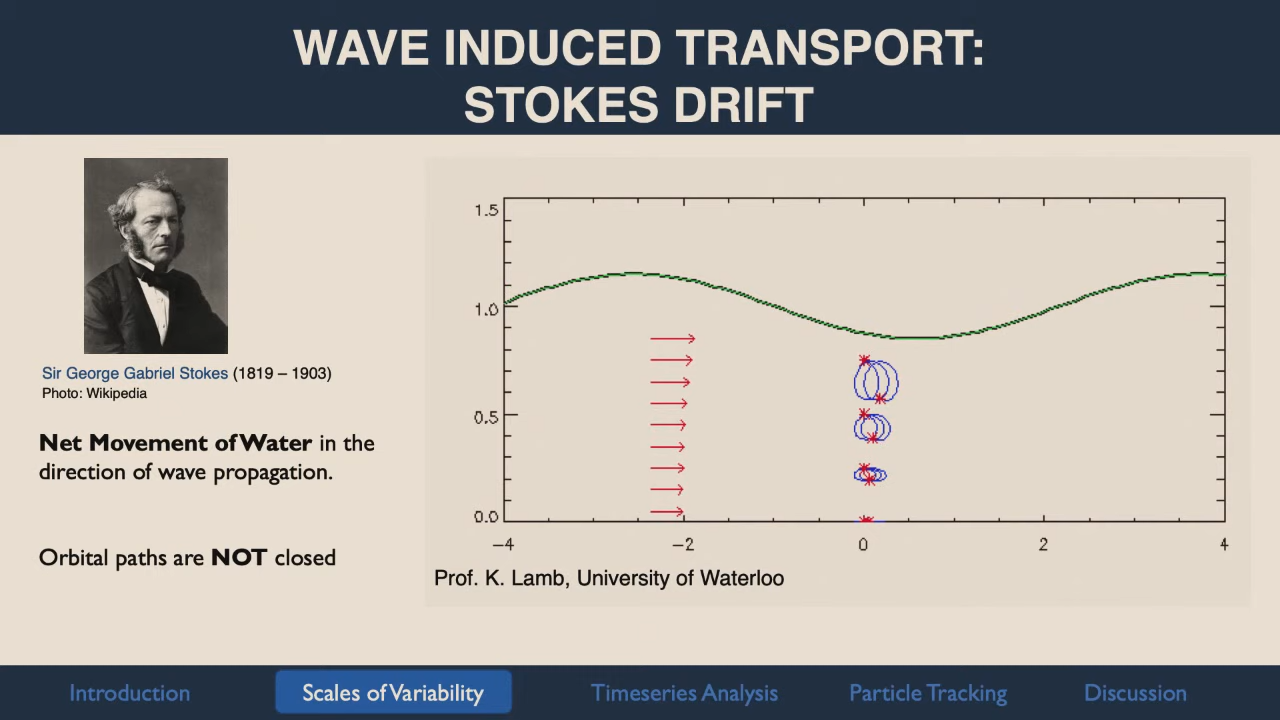 WAVE INDUCED TRANSPORT:
STOKES DRIFT
Sir George Gabriel Stokes (1819 – 1903)
Photo: Wikipedia
Net Movement of Water in the
direction of wave propagation.
Orbital paths are NOT closed
1.5
1.0
0.5
0.0
−4 −2 0 2 4
Prof. K. Lamb, University of Waterloo
Introduction Scales of Variability Timeseries Analysis Particle Tracking Discussion